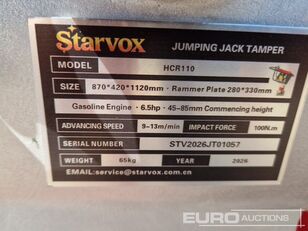 Starvox JUMPING JACK TAMPER
MODEL HCR110
SIZE 870*420*1120mm· Rammer Plate 280*330mm
Gasoline Engine · 6.5hp · 45-85mm Commencing height
ADVANCING SPEED 9-13m/min IMPACT FORCE 100Nm
SERIAL NUMBER STV2026JT01057
WEIGHT 65kg YEAR 2026
EMAIL:service@starvox.com.cn
EURO AUCTIONS